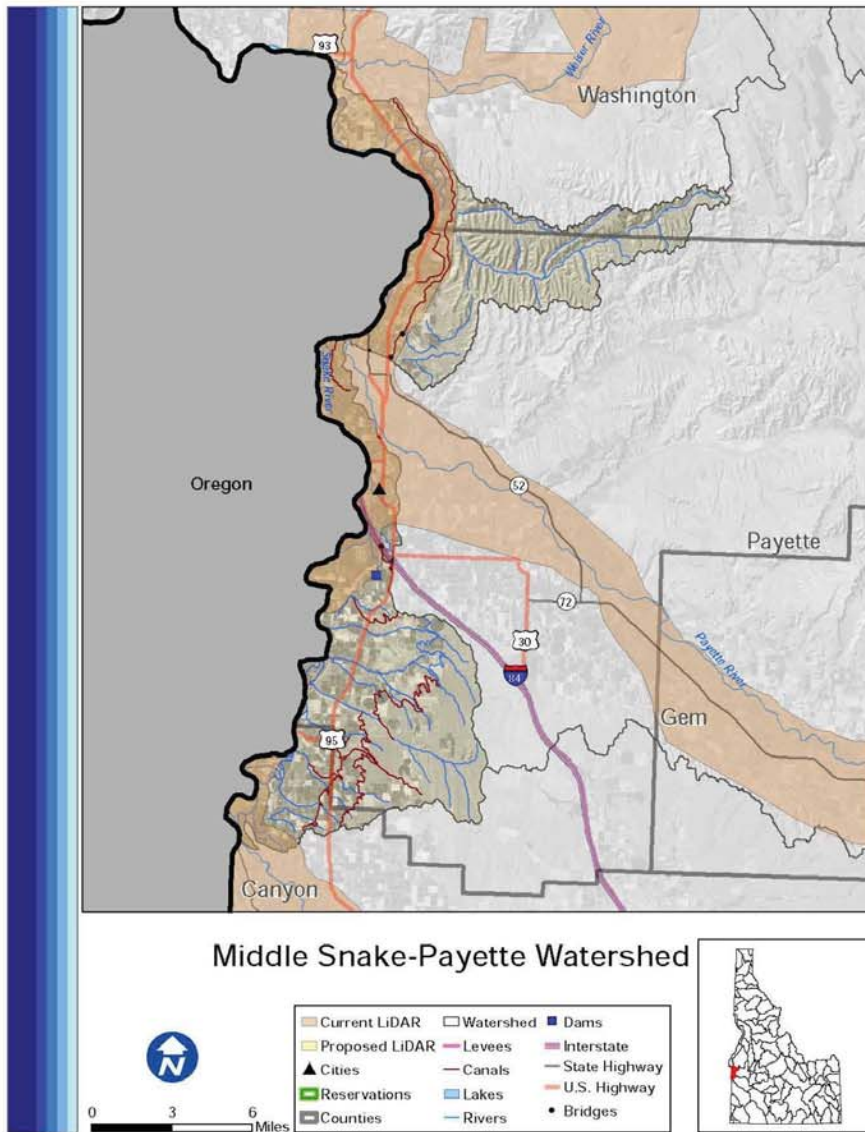 93
Weiser River
Washington
Snake River
Oregon
52
Payette
72
30
Payette River
84
Gem
95
Canyon
Middle Snake-Payette Watershed
Current LiDAR
Proposed LiDAR
Cities
Reservations
Counties
Watershed
Levees
Canals
Lakes
Rivers
Dams
Interstate
State Highway
U.S. Highway
Bridges
0
3
6
Miles